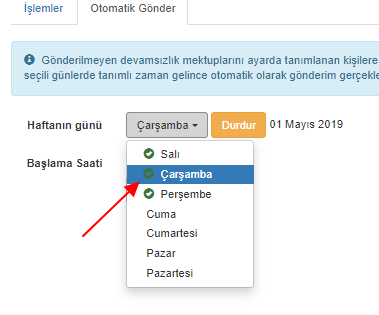 İşlemler Otomatik Gönder
Gönderilmeyen devamsızlık mektuplarını ayarda tanımlanan kişilere
seçili günlerde tanımlı zaman gelince otomatik olarak gönderim gerçekle
Haftanın günü Çarşamba Durdur 01 Mayıs 2019
Başlama Saati
Salı
Çarşamba
Perşembe
Cuma
Cumartesi
Pazar
Pazartesi